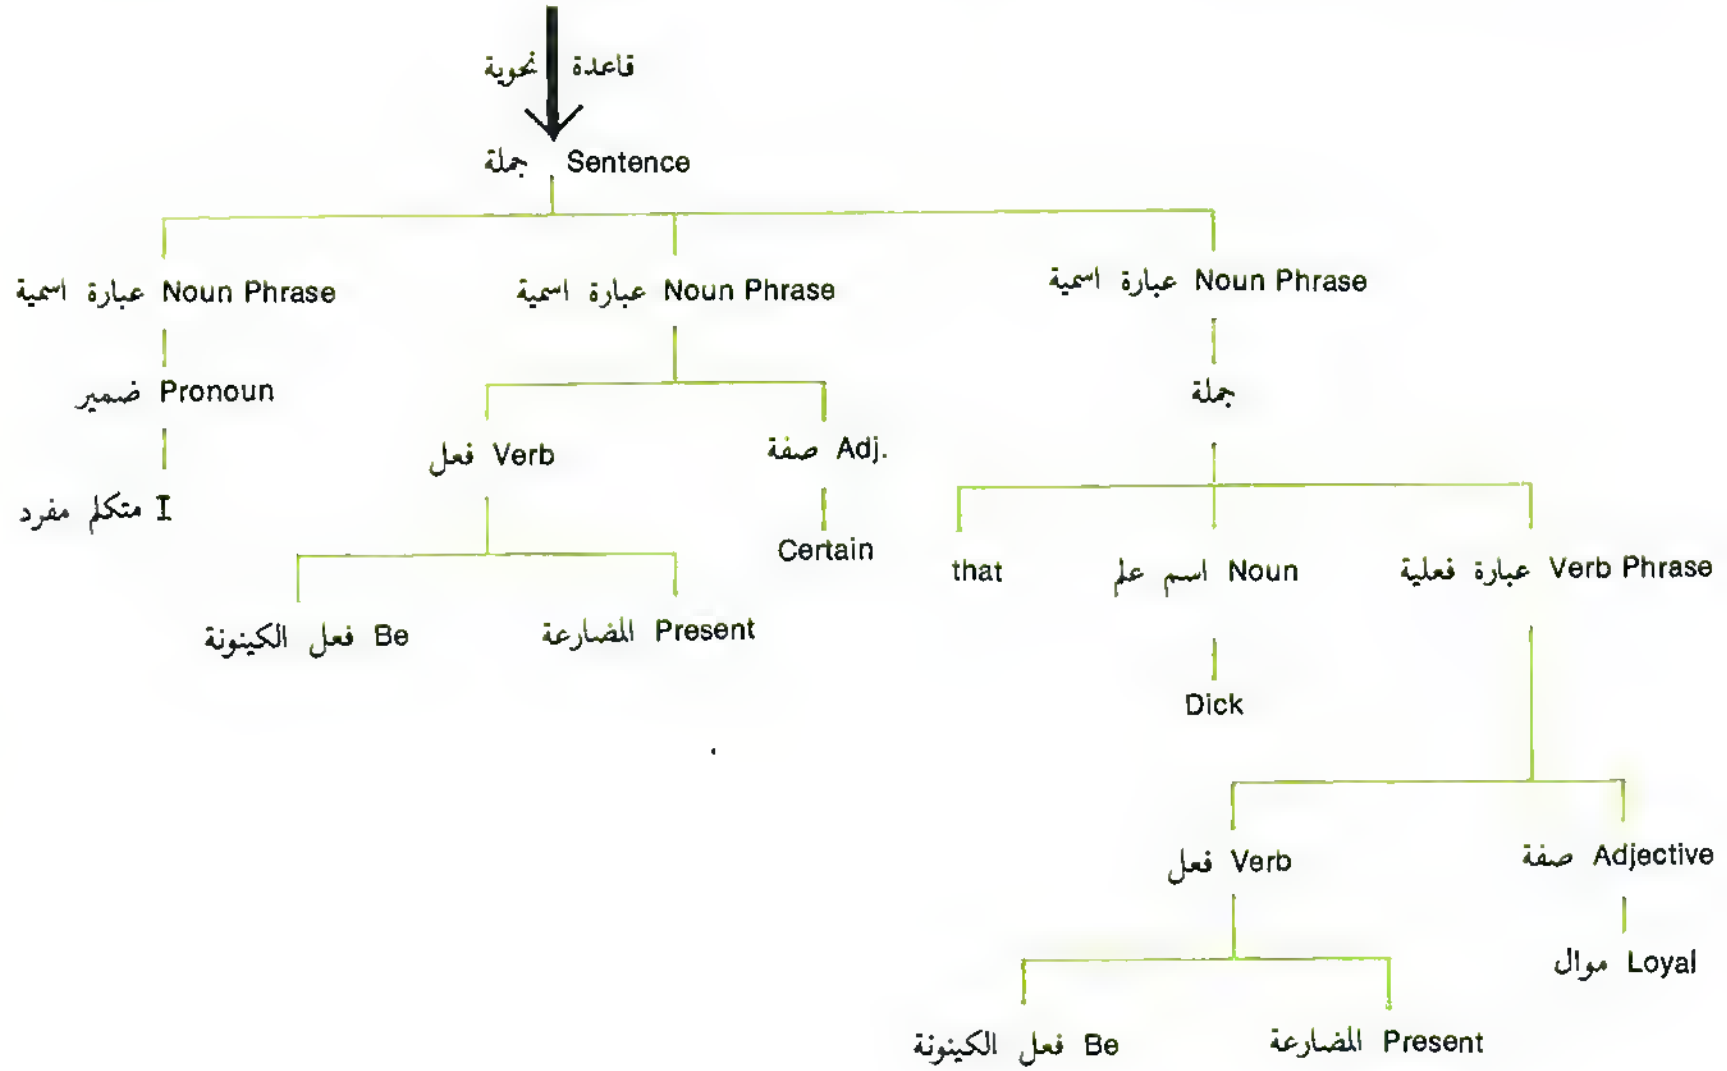 قاعدة نحوية
جملة Sentence
عبارة اسمية Noun Phrase
عبارة اسمية Noun Phrase
عبارة اسمية Noun Phrase
ضمير Pronoun
جملة
فعل Verb
صفة Adj.
متكلم مفرد I
Certain
that
اسم علم Noun
عبارة فعلية Verb Phrase
فعل الكينونة Be
المضارعة Present
Dick
فعل Verb
صفة Adjective
موال Loyal
فعل الكينونة Be
المضارعة Present